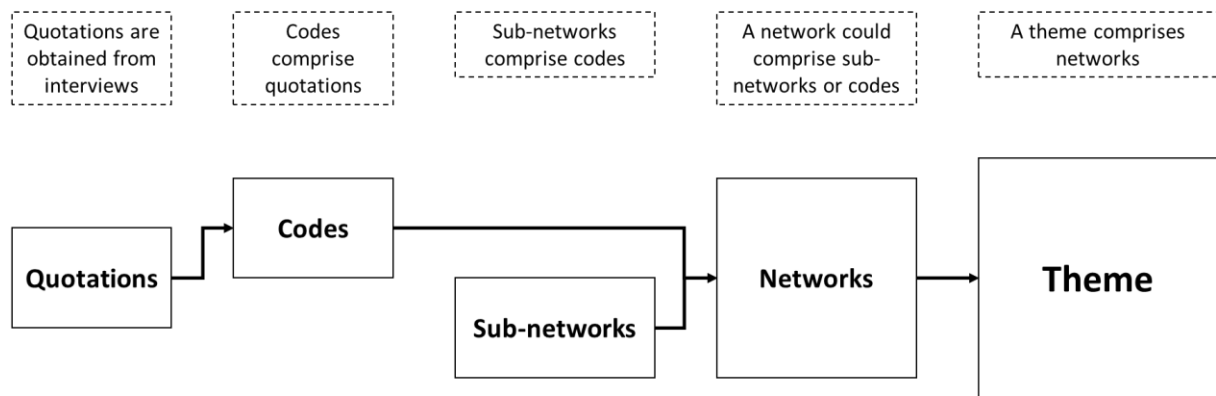 Quotations are
obtained from
interviews
Codes
comprise
quotations
Sub-networks
comprise codes
A network could
comprise sub-
networks or codes
A theme comprises
networks
Quotations
Codes
Sub-networks
Networks
Theme